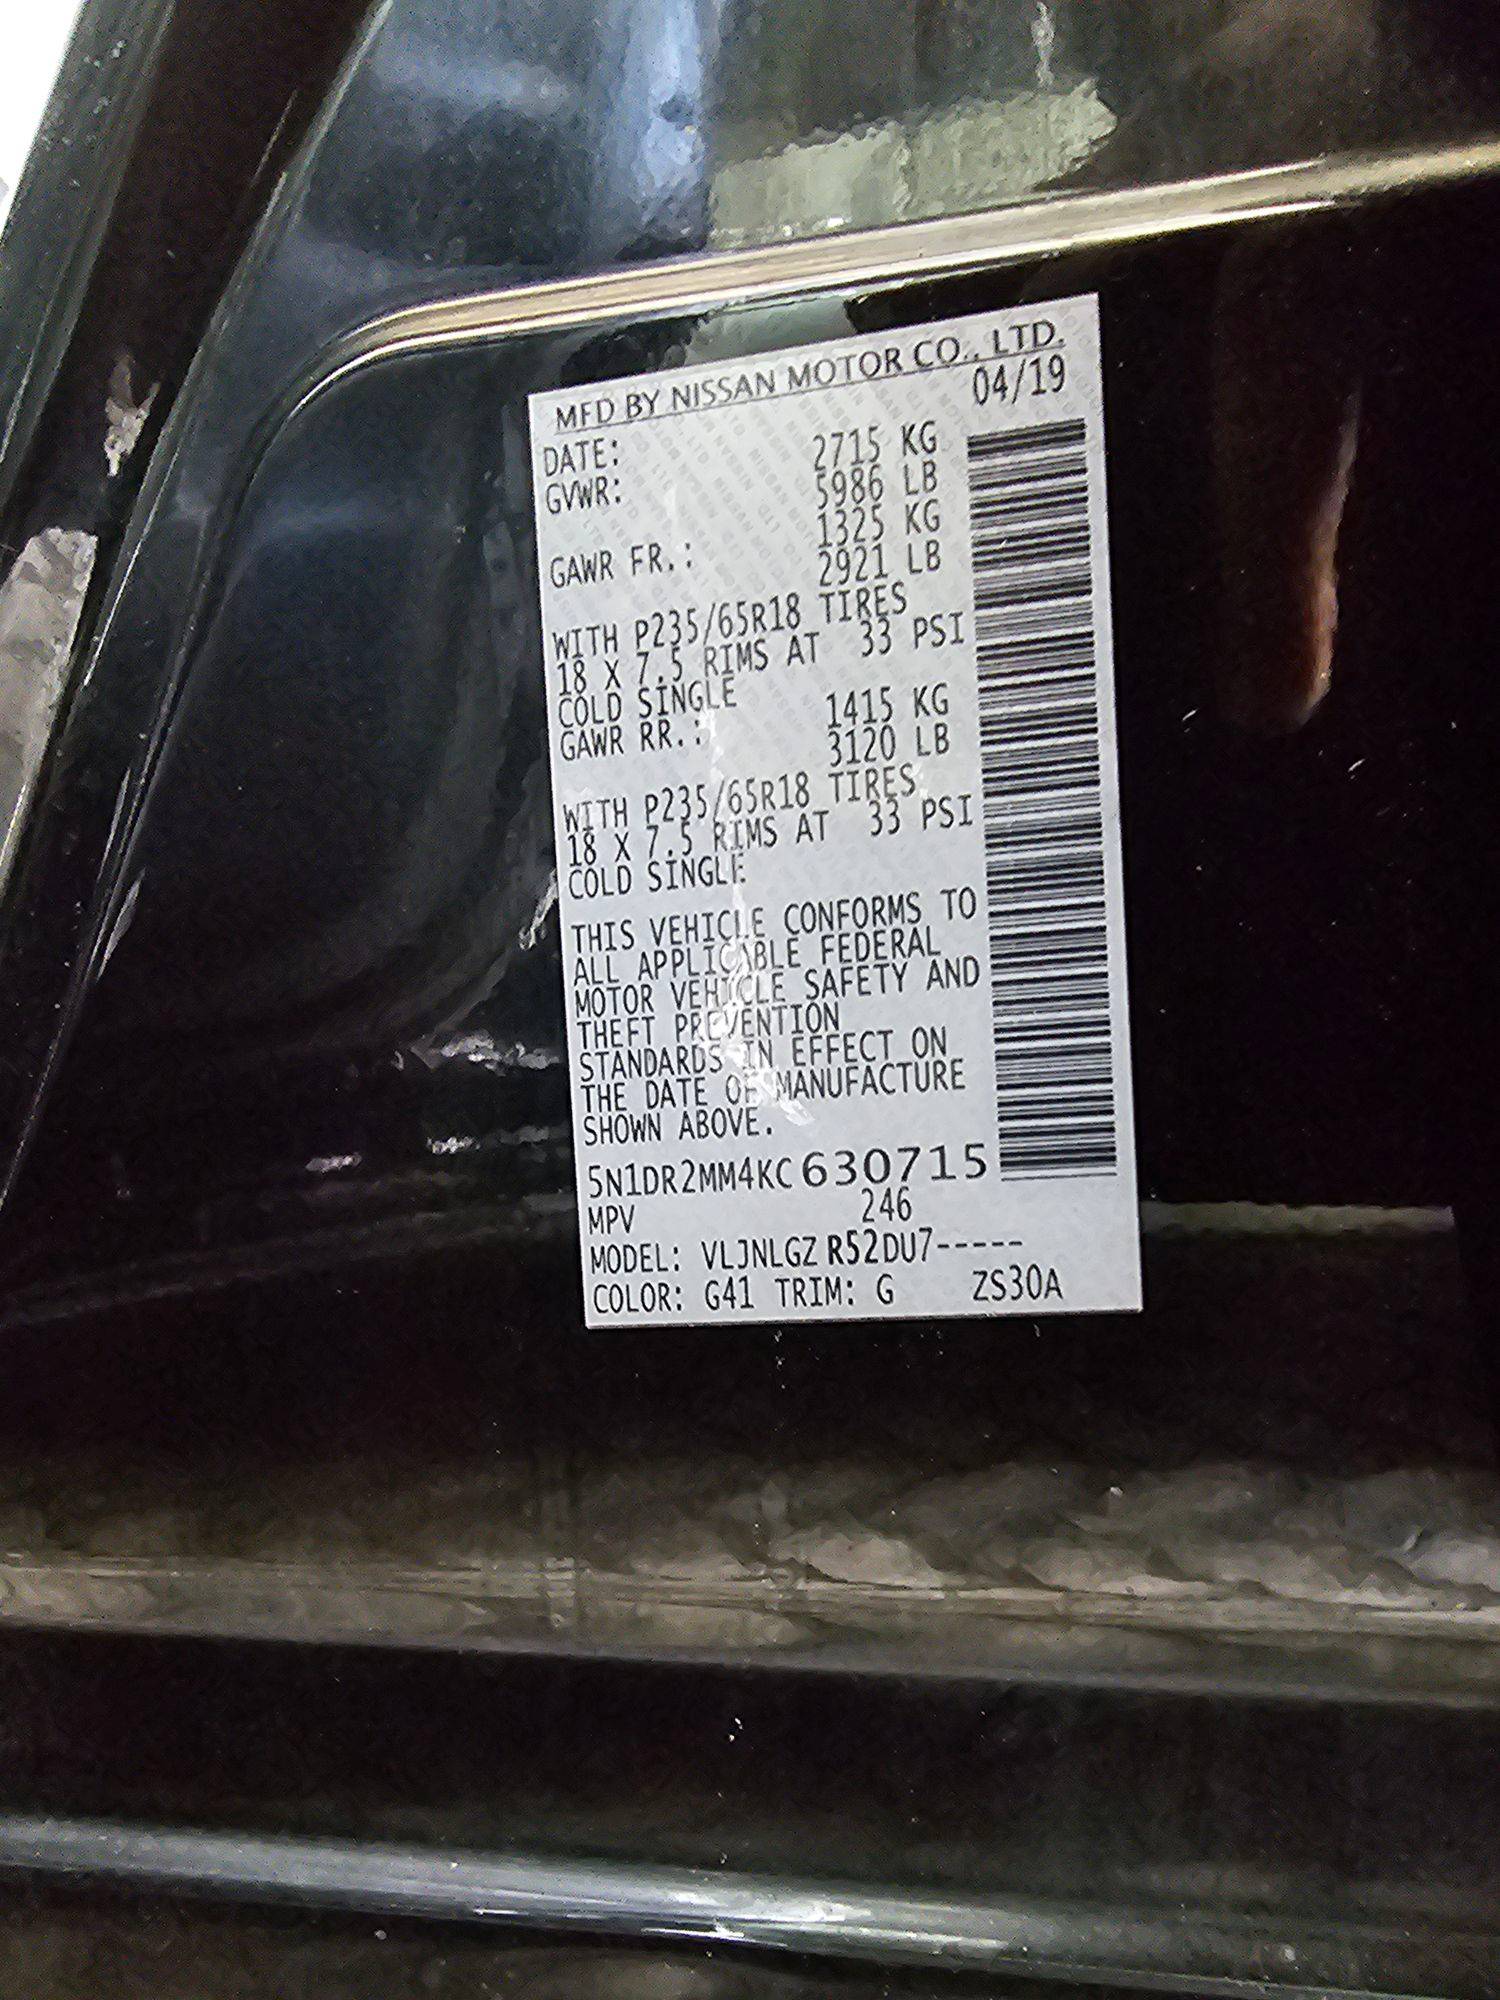 MFD BY NISSAN MOTOR CO., LTD.
DATE: 04/19
GVWR: 2715 KG
5986 LB
GAWR FR.: 1325 KG
2921 LB
WITH P235/65R18 TIRES
18 X 7.5 RIMS AT 33 PSI
COLD SINGLE
GAWR RR.: 1415 KG
3120 LB
WITH P235/65R18 TIRES
18 X 7.5 RIMS AT 33 PSI
COLD SINGLE
THIS VEHICLE CONFORMS TO
ALL APPLICABLE FEDERAL
MOTOR VEHICLE SAFETY AND
THEFT PREVENTION
STANDARDS IN EFFECT ON
THE DATE OF MANUFACTURE
SHOWN ABOVE.
5N1DR2MM4KC630715
MPV 246
MODEL: VLJNLGZ R52DU7-----
COLOR: G41 TRIM: G ZS30A